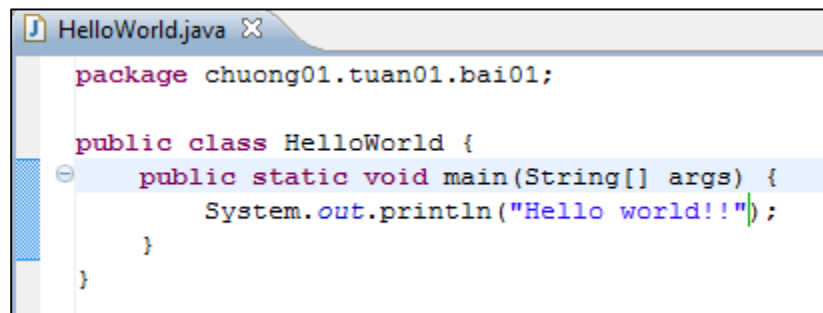 HelloWorld.java
package chuong01.tuan01.bai01;
public class HelloWorld {
public static void main(String[] args) {
System.out.println("Hello world!!");
}
}